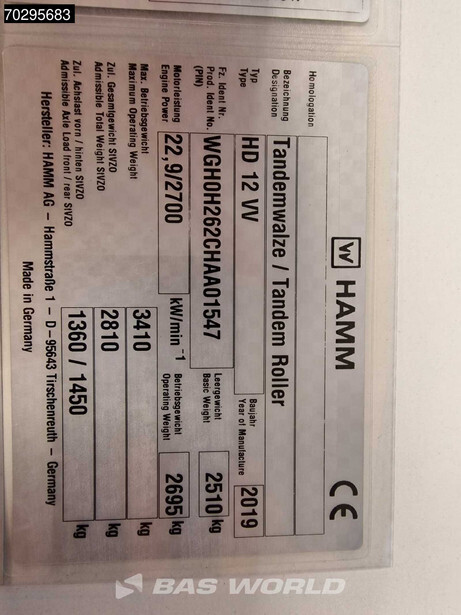 70295683
HAMM
CE
Homologation
Bezeichnung
Designation
Tandemwalze / Tandem Roller
Typ
Type
HD 12 W
Baujahr
Year of Manufacture
2019
Fz. Ident Nr.
Prod. Ident No.
(PIN)
WGH0H262CHAA01547
Leergewicht
Basic Weight
2510 kg
Motorleistung
Engine Power
22,9/2700
kW/min⁻¹
Betriebsgewicht
Operating Weight
2695 kg
Max. Betriebsgewicht
Maximum Operating Weight
3410
kg
Zul. Gesamtgewicht StVZO
Admissible Total Weight StVZO
2810
kg
Zul. Achslast vorn / hinten StVZO
Admissible Axle Load front / rear StVZO
1360 / 1450
kg
Hersteller: HAMM AG – Hammstraße 1 – D – 95643 Tirschenreuth – Germany
Made in Germany
BAS WORLD